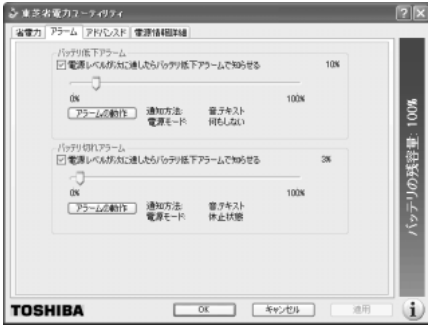 東芝省電力ユーティリティ
省電力 アラーム アドバンスド 電源情報詳細
バッテリ低下アラーム
電源レベルが次に達したらバッテリ低下アラームで知らせる 10%
0% 100%
アラームの動作 通知方法: 音,テキスト
電源モード: 何もしない
バッテリ切れアラーム
電源レベルが次に達したらバッテリ低下アラームで知らせる 3%
0% 100%
アラームの動作 通知方法: 音,テキスト
電源モード: 休止状態
バッテリの残容量: 100%
TOSHIBA OK キャンセル 適用